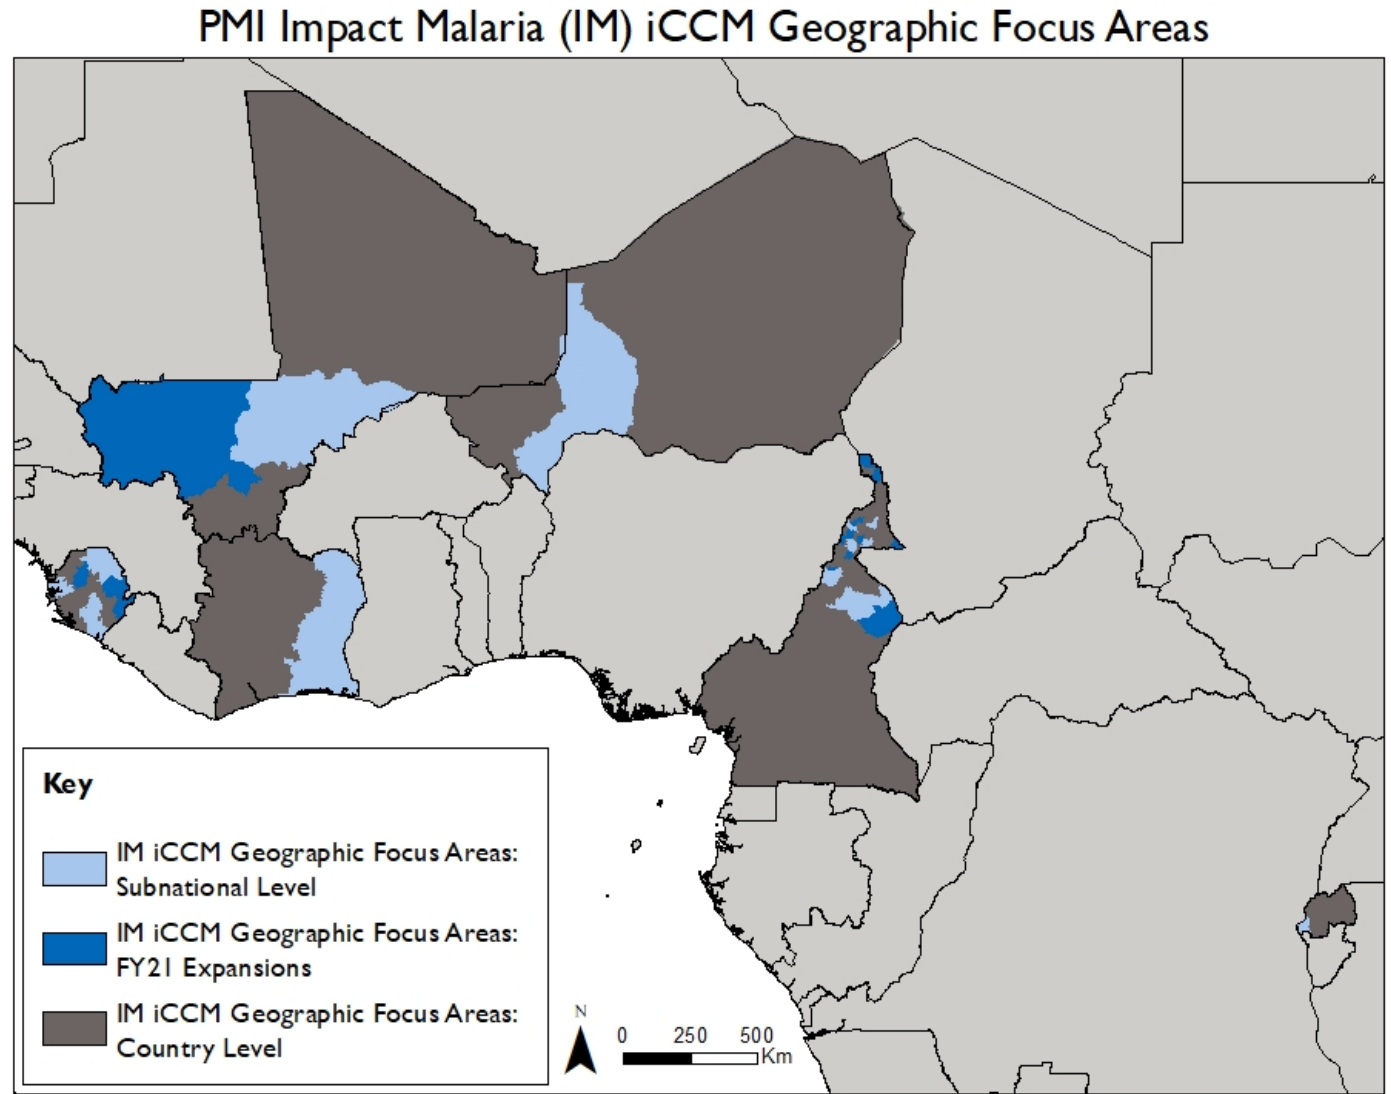 PMI Impact Malaria (IM) iCCM Geographic Focus Areas
Key
IM iCCM Geographic Focus Areas:
Subnational Level
IM iCCM Geographic Focus Areas:
FY21 Expansions
IM iCCM Geographic Focus Areas:
Country Level
N
0 250 500
Km